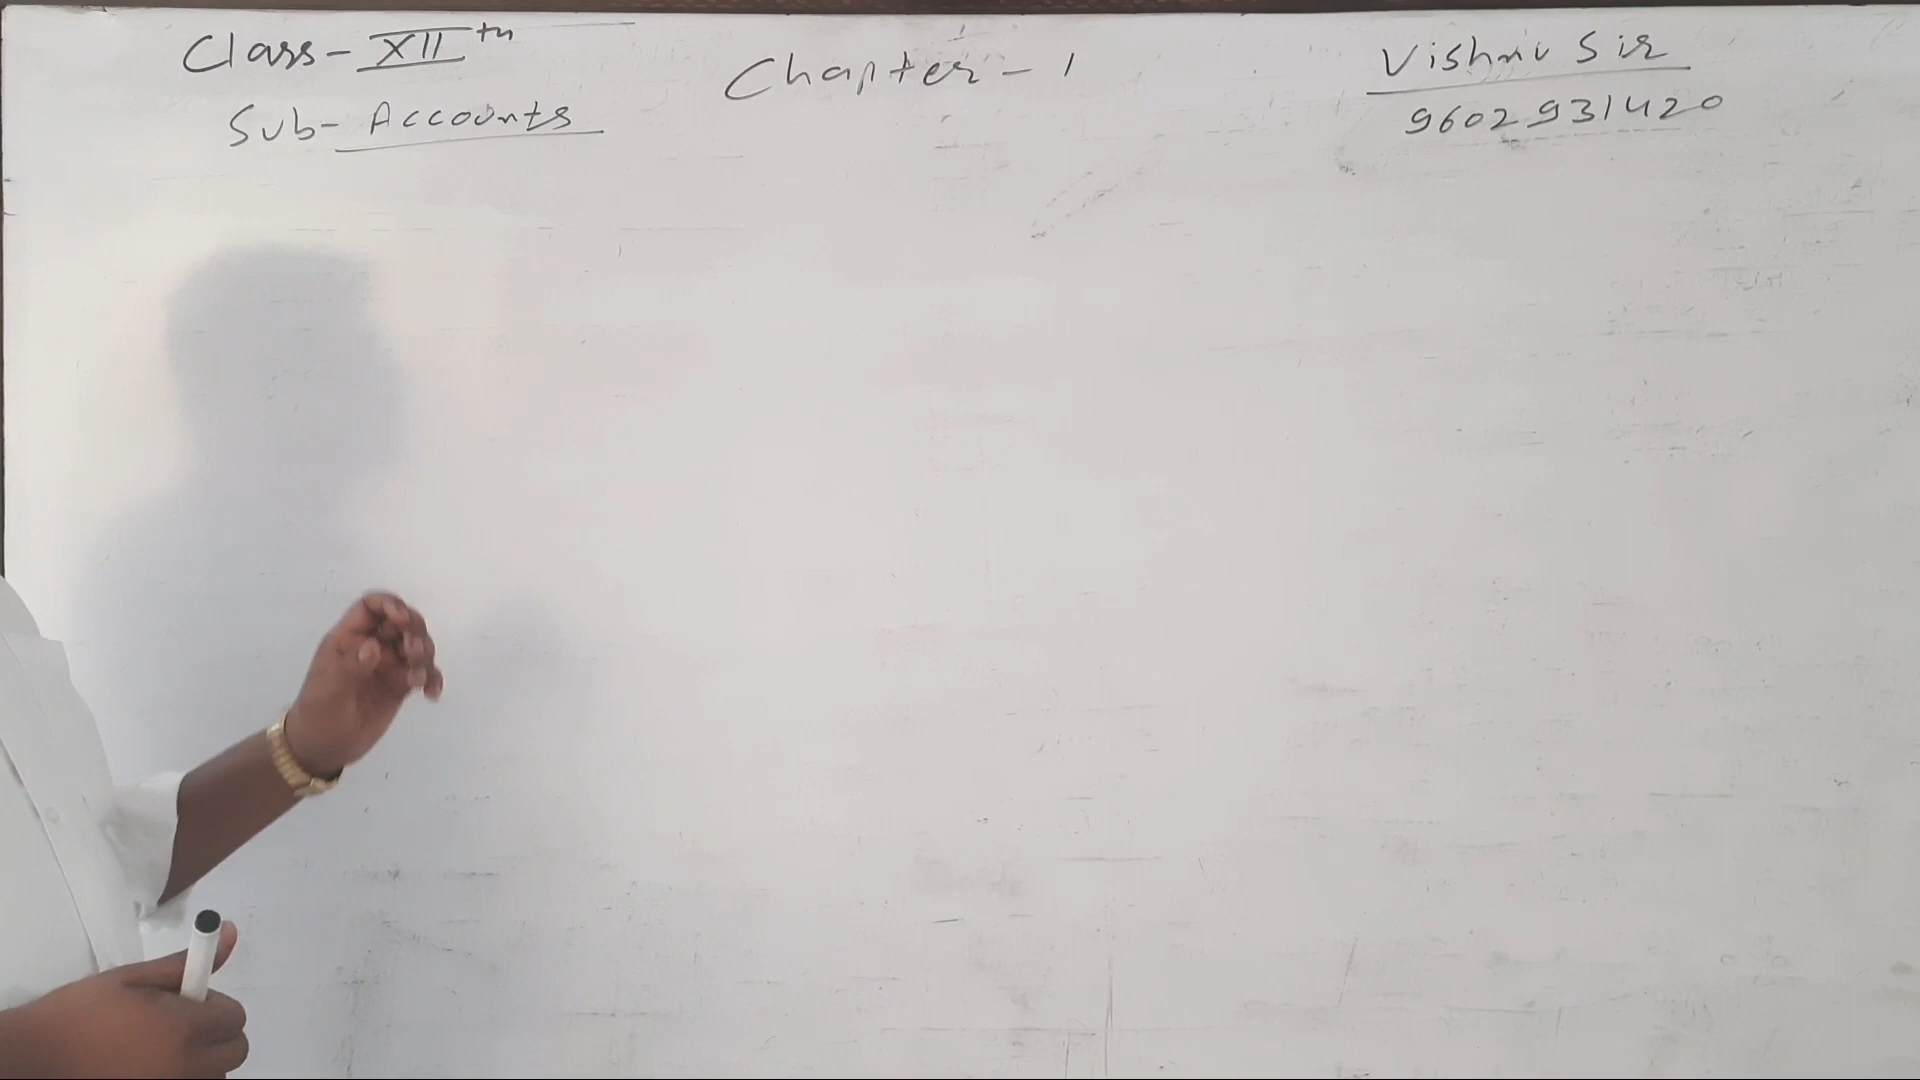 Class - XII th
Sub - Accounts
Chapter - 1
Vishnu Sir
9602931420